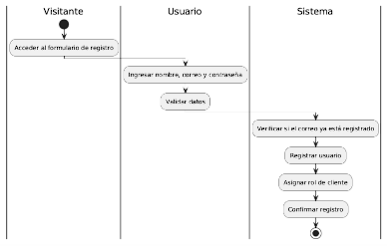 Visitante
Usuario
Sistema
Acceder al formulario de registro
Ingresar nombre, correo y contraseña
Validar datos
Verificar si el correo ya está registrado
Registrar usuario
Asignar rol de cliente
Confirmar registro